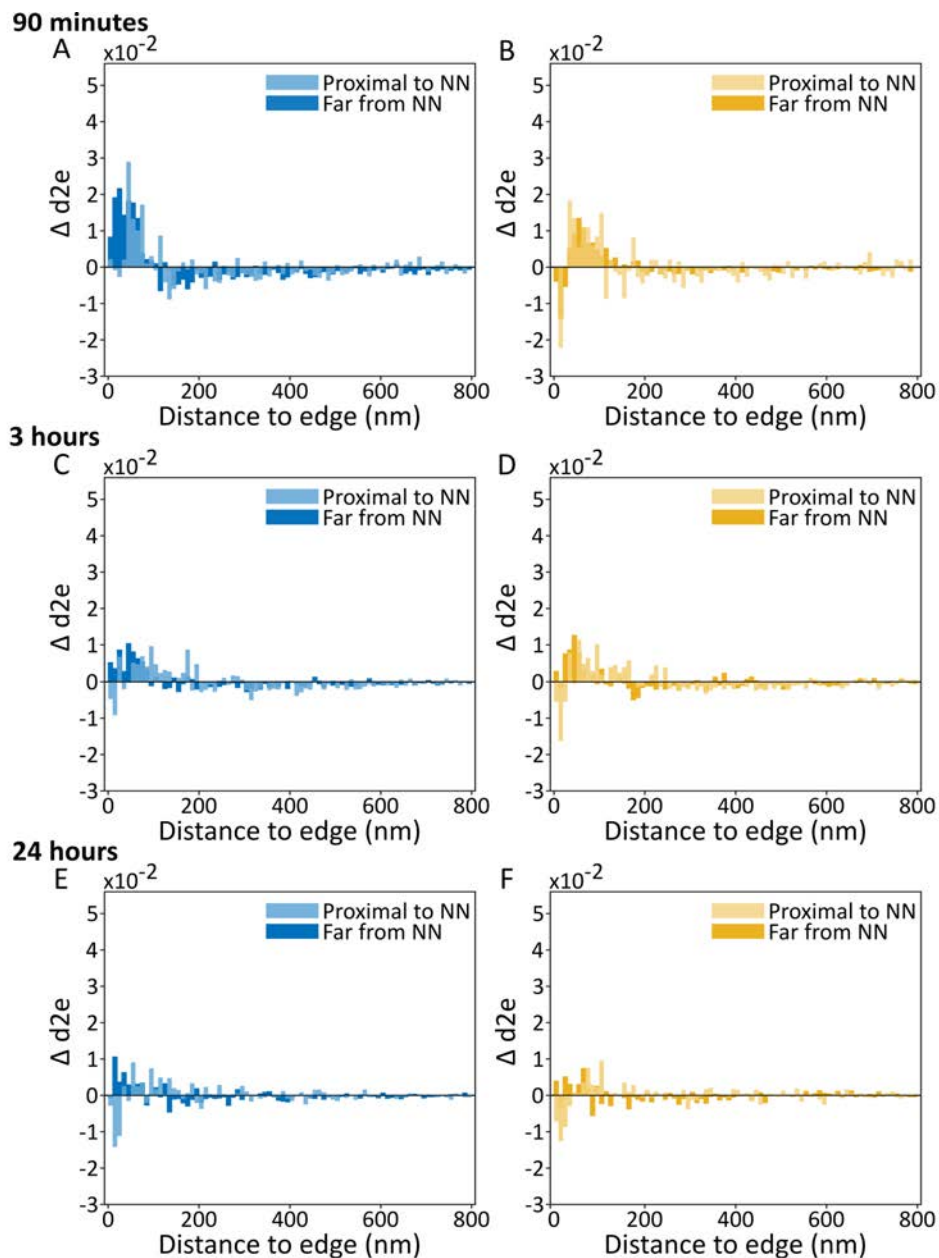 90 minutes
A
x10-2
Proximal to NN
Far from NN
5
4
3
2
1
0
-1
-2
-3
Δ d2e
0 200 400 600 800
Distance to edge (nm)
B
x10-2
Proximal to NN
Far from NN
5
4
3
2
1
0
-1
-2
-3
Δ d2e
0 200 400 600 800
Distance to edge (nm)
3 hours
C
x10-2
Proximal to NN
Far from NN
5
4
3
2
1
0
-1
-2
-3
Δ d2e
0 200 400 600 800
Distance to edge (nm)
D
x10-2
Proximal to NN
Far from NN
5
4
3
2
1
0
-1
-2
-3
Δ d2e
0 200 400 600 800
Distance to edge (nm)
24 hours
E
x10-2
Proximal to NN
Far from NN
5
4
3
2
1
0
-1
-2
-3
Δ d2e
0 200 400 600 800
Distance to edge (nm)
F
x10-2
Proximal to NN
Far from NN
5
4
3
2
1
0
-1
-2
-3
Δ d2e
0 200 400 600 800
Distance to edge (nm)